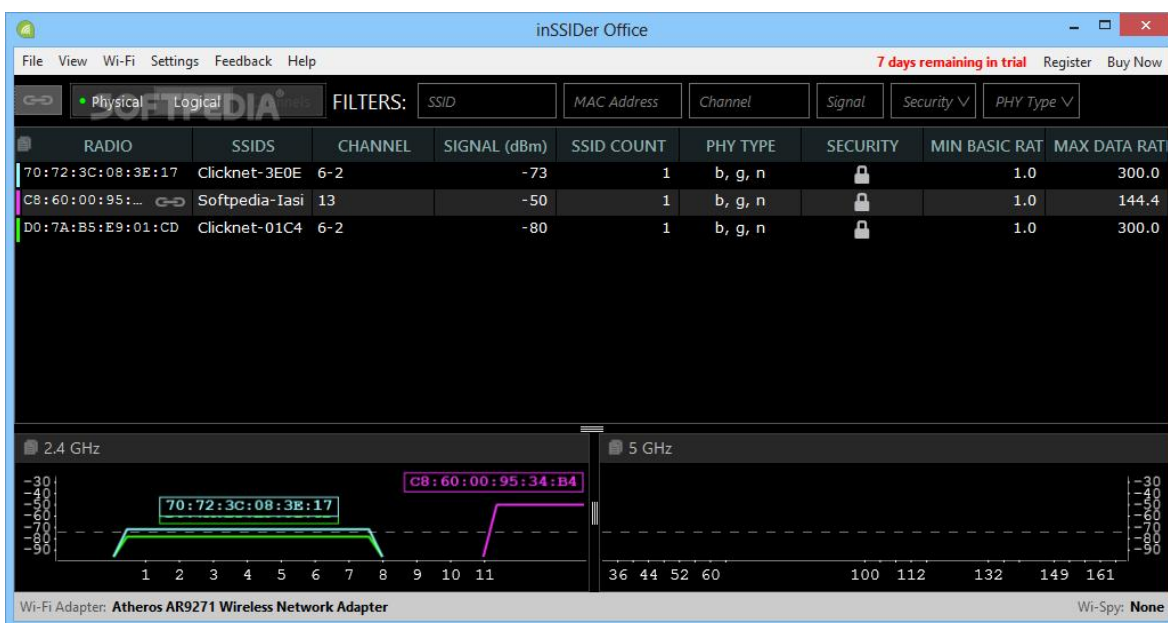 inSSIDer Office
File View Wi-Fi Settings Feedback Help 7 days remaining in trial Register Buy Now
Physical Logical FILTERS: SSID MAC Address Channel Signal Security PHY Type
SOFTPEDIA
RADIO SSIDS CHANNEL SIGNAL (dBm) SSID COUNT PHY TYPE SECURITY MIN BASIC RAT MAX DATA RAT
70:72:3C:08:3E:17 Clicknet-3E0E 6-2 -73 1 b, g, n 1.0 300.0
C8:60:00:95:... Softpedia-Iasi 13 -50 1 b, g, n 1.0 144.4
D0:7A:B5:E9:01:CD Clicknet-01C4 6-2 -80 1 b, g, n 1.0 300.0
2.4 GHz 5 GHz
C8:60:00:95:34:B4
70:72:3C:08:3E:17
-30 -30
-40 -40
-50 -50
-60 -60
-70 -70
-80 -80
-90 -90
1 2 3 4 5 6 7 8 9 10 11 36 44 52 60 100 112 132 149 161
Wi-Fi Adapter: Atheros AR9271 Wireless Network Adapter Wi-Spy: None